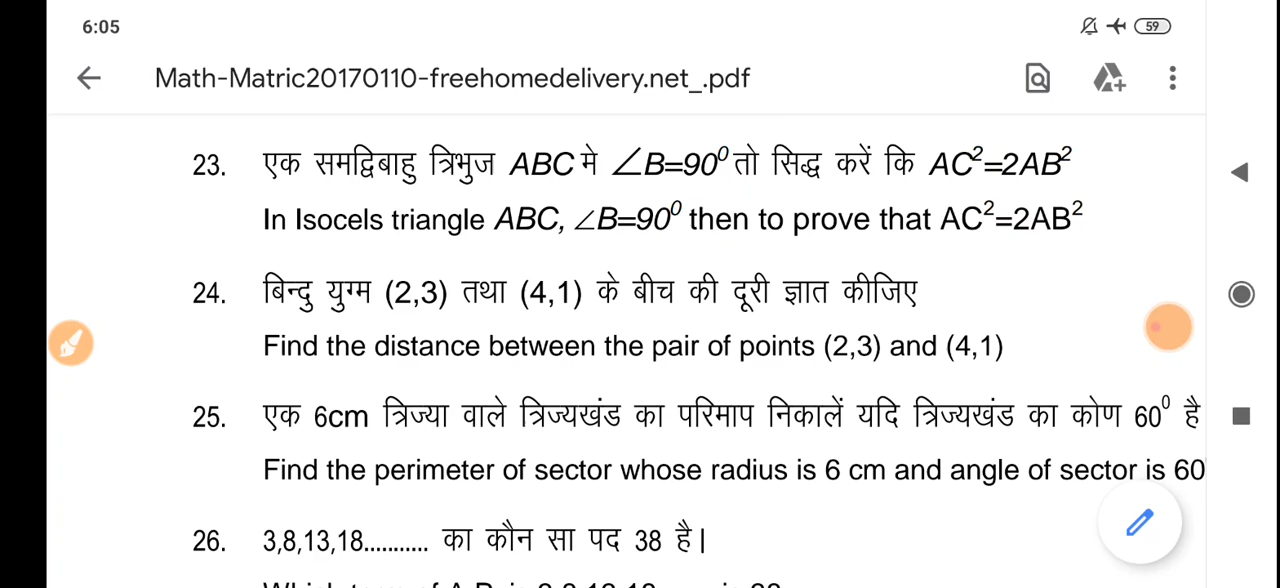 6:05
59
Math-Matric20170110-freehomedelivery.net_.pdf
23. एक समद्विबाहु त्रिभुज ABC मे ∠B=90⁰ तो सिद्ध करें कि AC²=2AB²
In Isocels triangle ABC, ∠B=90⁰ then to prove that AC²=2AB²
24. बिन्दु युग्म (2,3) तथा (4,1) के बीच की दूरी ज्ञात कीजिए
Find the distance between the pair of points (2,3) and (4,1)
25. एक 6cm त्रिज्या वाले त्रिज्यखंड का परिमाप निकालें यदि त्रिज्यखंड का कोण 60⁰ है
Find the perimeter of sector whose radius is 6 cm and angle of sector is 60
26. 3,8,13,18........... का कौन सा पद 38 है|